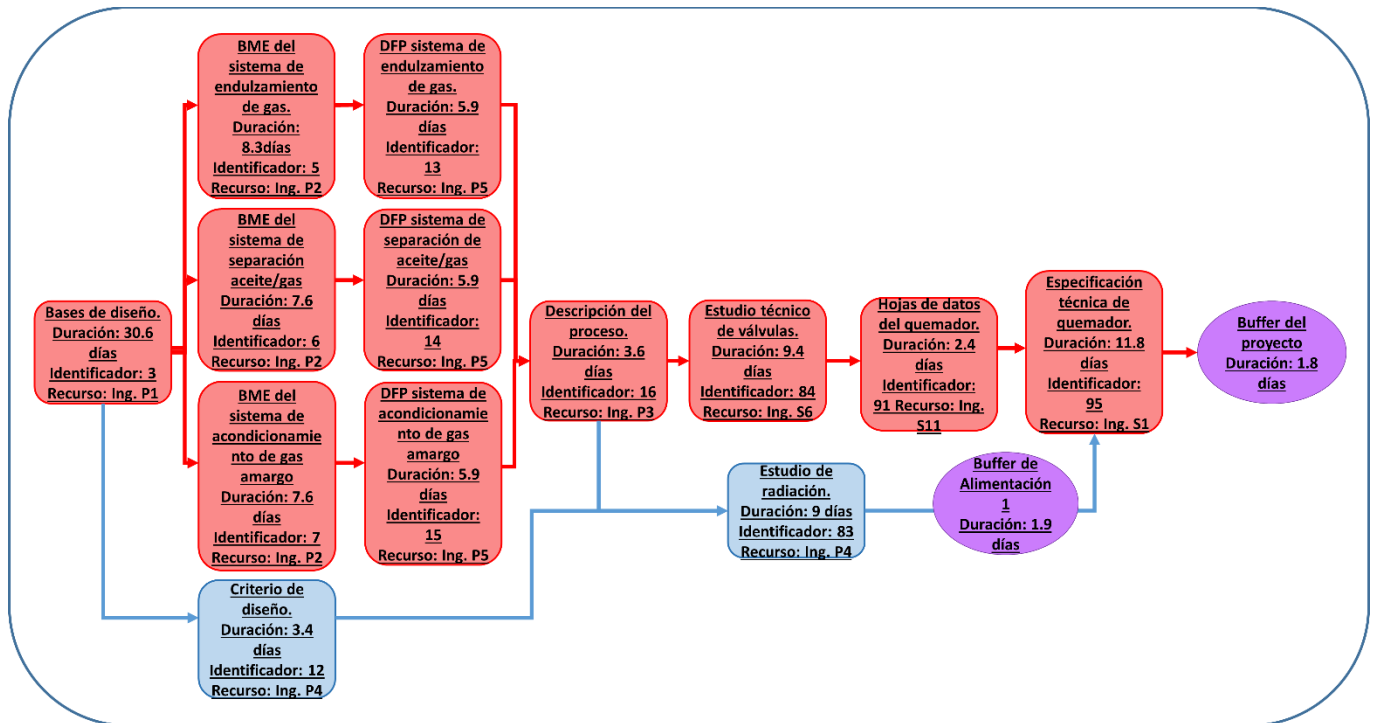 BME del
sistema de
endulzamiento
de gas.
Duración:
8.3días
Identificador: 5
Recurso: Ing. P2
DFP sistema de
endulzamiento de
gas.
Duración: 5.9
días
Identificador:
13
Recurso: Ing. P5
BME del
sistema de
separación
aceite/gas
Duración: 7.6
días
Identificador: 6
Recurso: Ing. P2
DFP sistema de
separación de
aceite/gas
Duración: 5.9
días
Identificador:
14
Recurso: Ing. P5
Bases de diseño.
Duración: 30.6
días
Identificador: 3
Recurso: Ing. P1
BME del
sistema de
acondicionamie
nto de gas
amargo
Duración: 7.6
días
Identificador: 7
Recurso: Ing. P2
DFP sistema de
acondicionamie
nto de gas
amargo
Duración: 5.9
días
Identificador:
15
Recurso: Ing. P5
Descripción del
proceso.
Duración: 3.6
días
Identificador: 16
Recurso: Ing. P3
Estudio técnico
de válvulas.
Duración: 9.4
días
Identificador: 84
Recurso: Ing. S6
Hojas de datos
del quemador.
Duración: 2.4
días
Identificador:
91 Recurso: Ing.
S11
Especificación
técnica de
quemador.
Duración: 11.8
días
Identificador:
95
Recurso: Ing. S1
Buffer del
proyecto
Duración: 1.8
días
Criterio de
diseño.
Duración: 3.4
días
Identificador: 12
Recurso: Ing. P4
Estudio de
radiación.
Duración: 9 días
Identificador: 83
Recurso: Ing. P4
Buffer de
Alimentación
1
Duración: 1.9
días